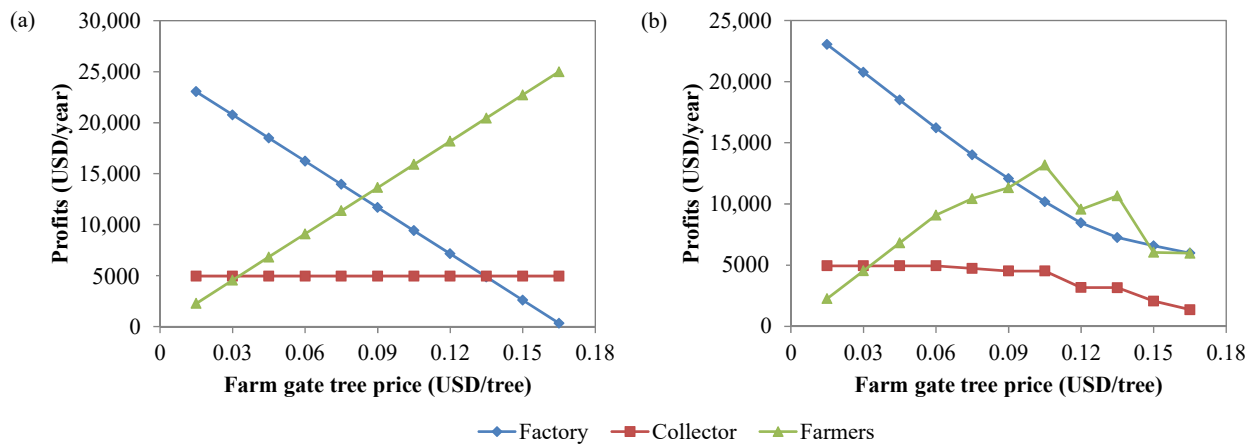 (a)
30,000
25,000
20,000
15,000
10,000
5000
0
Profits (USD/year)
0 0.03 0.06 0.09 0.12 0.15 0.18
Farm gate tree price (USD/tree)
(b)
25,000
20,000
15,000
10,000
5000
0
Profits (USD/year)
0 0.03 0.06 0.09 0.12 0.15 0.18
Farm gate tree price (USD/tree)
Factory Collector Farmers